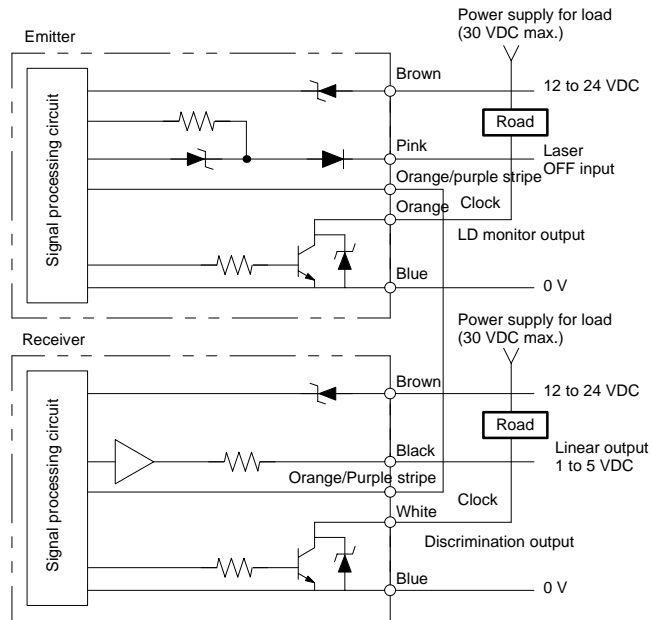 Power supply for load
(30 VDC max.)
Emitter
Brown
12 to 24 VDC
Road
Signal processing circuit
Pink
Laser
OFF input
Orange/purple stripe
Orange
Clock
LD monitor output
Blue
0 V
Power supply for load
(30 VDC max.)
Receiver
Brown
12 to 24 VDC
Road
Signal processing circuit
Black
Linear output
1 to 5 VDC
Orange/Purple stripe
Clock
White
Discrimination output
Blue
0 V